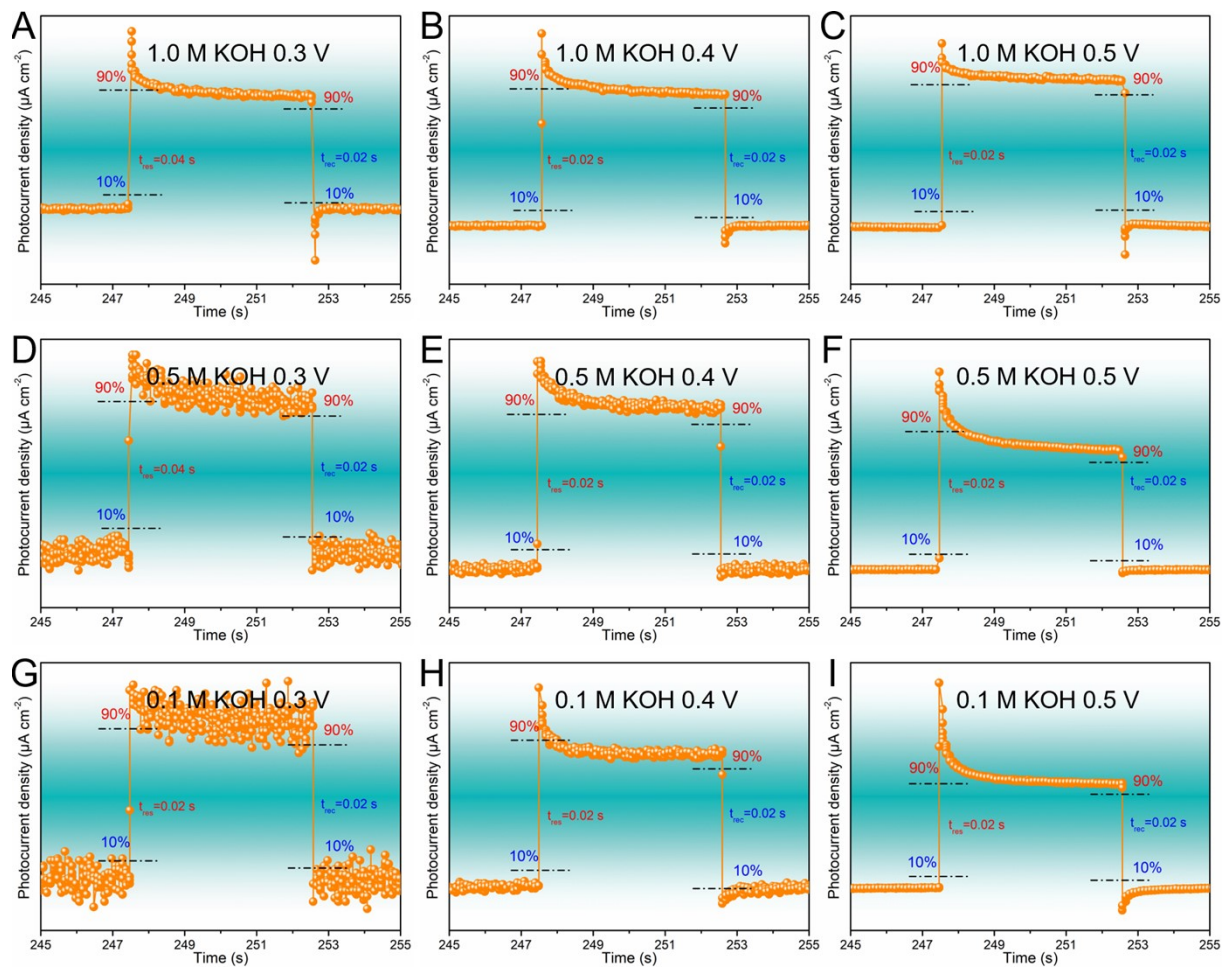 A
1.0 M KOH 0.3 V
Photocurrent density (μA cm⁻²)
90%
90%
t_res=0.04 s
t_rec=0.02 s
10%
10%
245 247 249 251 253 255
Time (s)
B
1.0 M KOH 0.4 V
Photocurrent density (μA cm⁻²)
90%
90%
t_res=0.02 s
t_rec=0.02 s
10%
10%
245 247 249 251 253 255
Time (s)
C
1.0 M KOH 0.5 V
Photocurrent density (μA cm⁻²)
90%
90%
t_res=0.02 s
t_rec=0.02 s
10%
10%
245 247 249 251 253 255
Time (s)
D
0.5 M KOH 0.3 V
Photocurrent density (μA cm⁻²)
90%
90%
t_res=0.04 s
t_rec=0.02 s
10%
10%
245 247 249 251 253 255
Time (s)
E
0.5 M KOH 0.4 V
Photocurrent density (μA cm⁻²)
90%
90%
t_res=0.02 s
t_rec=0.02 s
10%
10%
245 247 249 251 253 255
Time (s)
F
0.5 M KOH 0.5 V
Photocurrent density (μA cm⁻²)
90%
90%
t_res=0.02 s
t_rec=0.02 s
10%
10%
245 247 249 251 253 255
Time (s)
G
0.1 M KOH 0.3 V
Photocurrent density (μA cm⁻²)
90%
90%
t_res=0.02 s
t_rec=0.02 s
10%
10%
245 247 249 251 253 255
Time (s)
H
0.1 M KOH 0.4 V
Photocurrent density (μA cm⁻²)
90%
90%
t_res=0.02 s
t_rec=0.02 s
10%
10%
245 247 249 251 253 255
Time (s)
I
0.1 M KOH 0.5 V
Photocurrent density (μA cm⁻²)
90%
90%
t_res=0.02 s
t_rec=0.02 s
10%
10%
245 247 249 251 253 255
Time (s)